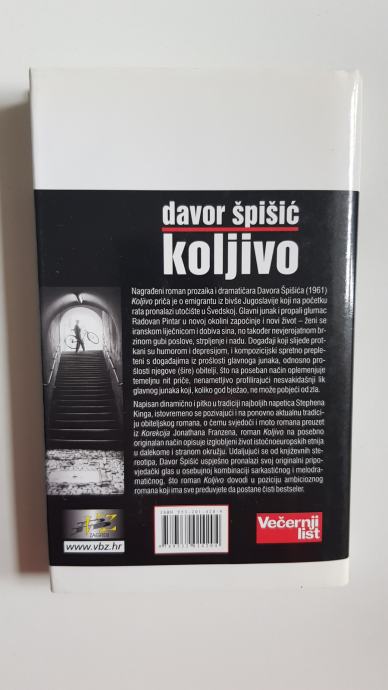 davor špišić
koljivo
Nagrađeni roman prozaika i dramatičara Davora Špišića (1961)
Koljivo priča je o emigrantu iz bivše Jugoslavije koji na početku
rata pronalazi utočište u Švedskoj. Glavni junak i propali glumac
Radovan Pintar u novoj okolini započinje i novi život – ženi se
iranskom liječnicom i dobiva sina, no također nevjerojatnom br-
zinom gubi poslove, strpljenje i nadu. Događaji koji slijede protka-
ni su humorom i depresijom, i kompozicijski spretno preple-
teni s događajima iz prošlosti glavnoga junaka, odnosno pro-
šlosti njegove (šire) obitelji, što na poseban način oplemenjuje
temeljnu nit priče, nenametljivo profilirajući nesvakidašnji lik
glavnog junaka koji, koliko god bježao, ne može pobjeći od zla.
Napisan dinamično i pitko u tradiciji najboljih napetica Stephena
Kinga, istovremeno se pozivajući i na ponovno aktualnu tradici-
ju obiteljskog romana, o čemu svjedoči i moto romana preuzet
iz Korekcija Jonathana Franzena, roman Koljivo na posebno
originalan način opisuje izglobljeni život istočnoeuropskih etnija
u dalekome i stranom okružju. Udaljujući se od književnih ste-
reotipa, Davor Špišić uspješno pronalazi svoj originalni pripo-
vjedački glas u osebujnoj kombinaciji sarkastičnog i melodra-
matičnog, što roman Koljivo dovodi u poziciju ambicioznog
romana koji ima sve preduvjete da postane čisti bestseler.
VBZ
ZAGREB
www.vbz.hr
Večernji
list